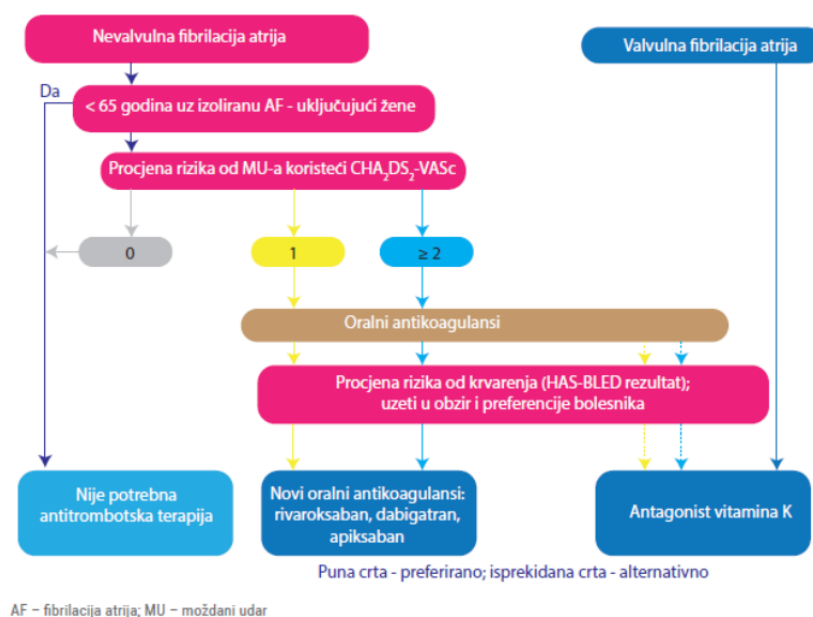 Nevalvulna fibrilacija atrija
Valvulna fibrilacija atrija
Da
< 65 godina uz izoliranu AF - uključujući žene
Procjena rizika od MU-a koristeći CHA₂DS₂-VASc
0
1
≥ 2
Oralni antikoagulansi
Procjena rizika od krvarenja (HAS-BLED rezultat);
uzeti u obzir i preferencije bolesnika
Nije potrebna
antitrombotska terapija
Novi oralni antikoagulansi:
rivaroksaban, dabigatran,
apiksaban
Antagonist vitamina K
Puna crta - preferirano; isprekidana crta - alternativno
AF – fibrilacija atrija; MU – moždani udar